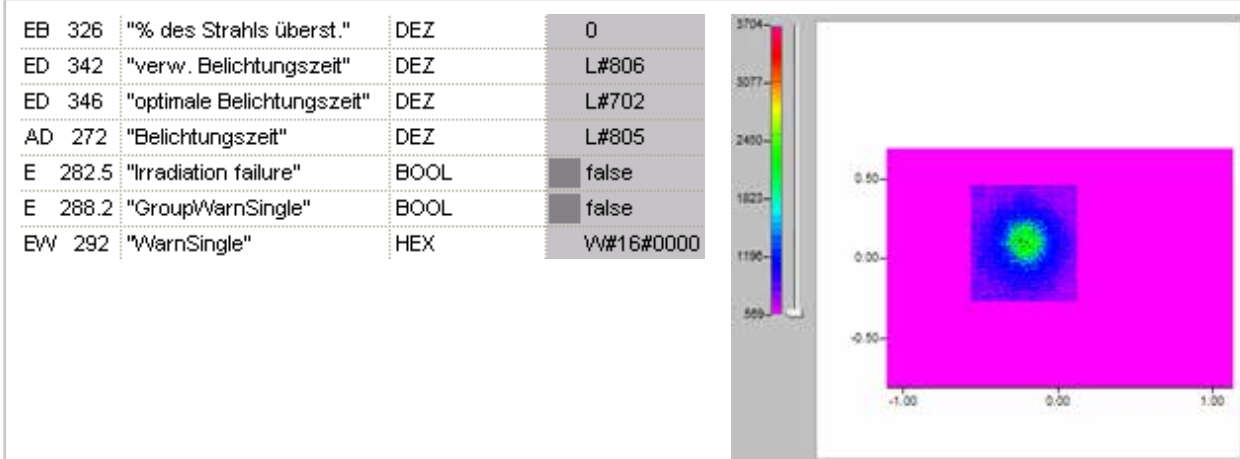 EB 326 "% des Strahls überst." DEZ 0
ED 342 "verw. Belichtungszeit" DEZ L#806
ED 346 "optimale Belichtungszeit" DEZ L#702
AD 272 "Belichtungszeit" DEZ L#805
E 282.5 "Irradiation failure" BOOL false
E 288.2 "GroupWarnSingle" BOOL false
EW 292 "WarnSingle" HEX W#16#0000
3704
3077
2450
1823
1196
569
0.50
0.00
-0.50
-1.00 0.00 1.00